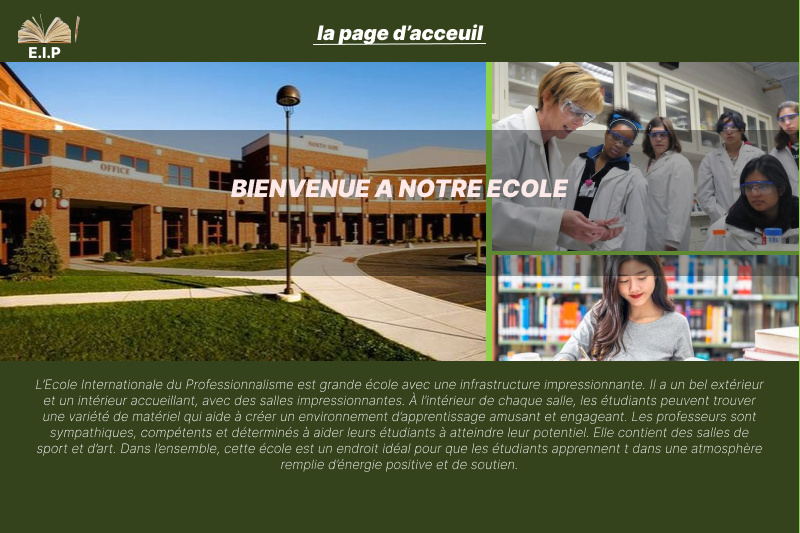 E.I.P
la page d'acceuil
OFFICE
2
BIENVENUE A NOTRE ECOLE
L'Ecole Internationale du Professionnalisme est grande école avec une infrastructure impressionnante. Il a un bel extérieur
et un intérieur accueillant, avec des salles impressionnantes. À l'intérieur de chaque salle, les étudiants peuvent trouver
une variété de matériel qui aide à créer un environnement d'apprentissage amusant et engageant. Les professeurs sont
sympathiques, compétents et déterminés à aider leurs étudiants à atteindre leur potentiel. Elle contient des salles de
sport et d'art. Dans l'ensemble, cette école est un endroit idéal pour que les étudiants apprennent t dans une atmosphère
remplie d'énergie positive et de soutien.